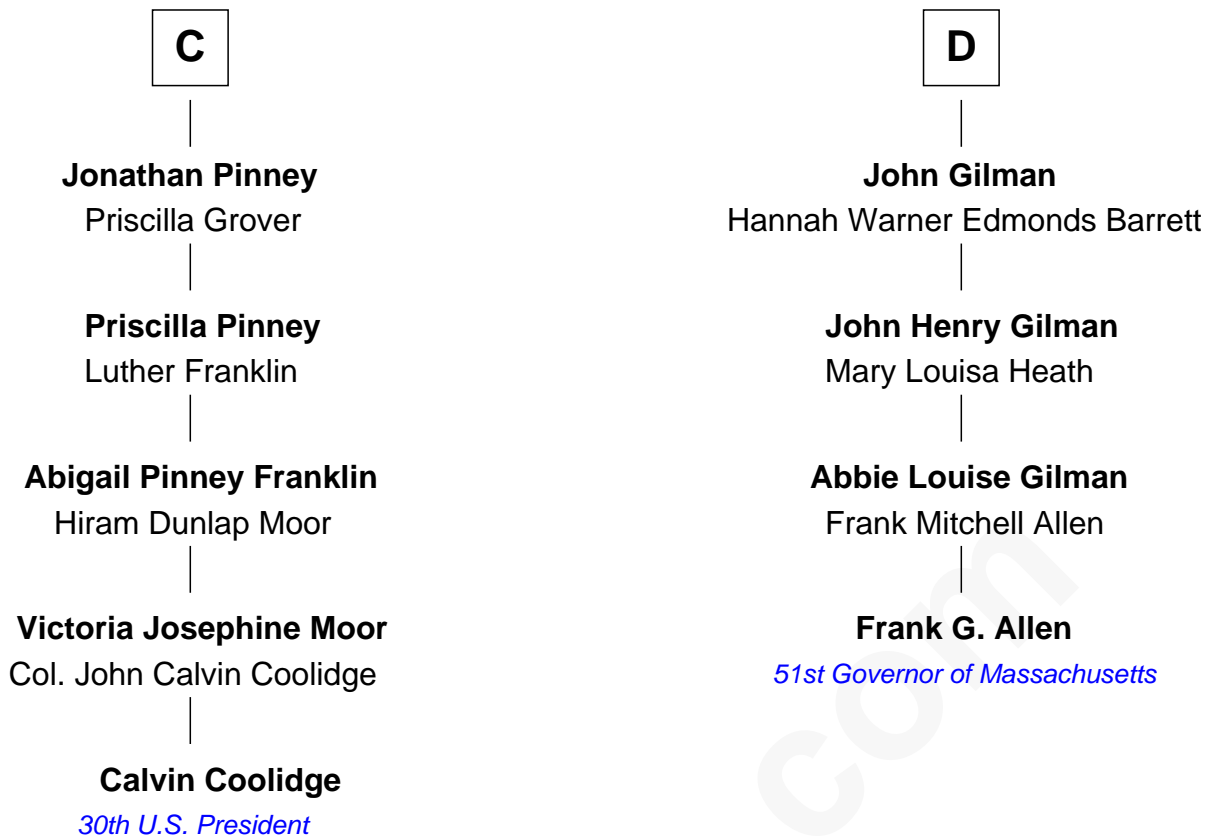 C
Jonathan Pinney
Priscilla Grover
Priscilla Pinney
Luther Franklin
Abigail Pinney Franklin
Hiram Dunlap Moor
Victoria Josephine Moor
Col. John Calvin Coolidge
Calvin Coolidge
30th U.S. President
D
John Gilman
Hannah Warner Edmonds Barrett
John Henry Gilman
Mary Louisa Heath
Abbie Louise Gilman
Frank Mitchell Allen
Frank G. Allen
51st Governor of Massachusetts
com